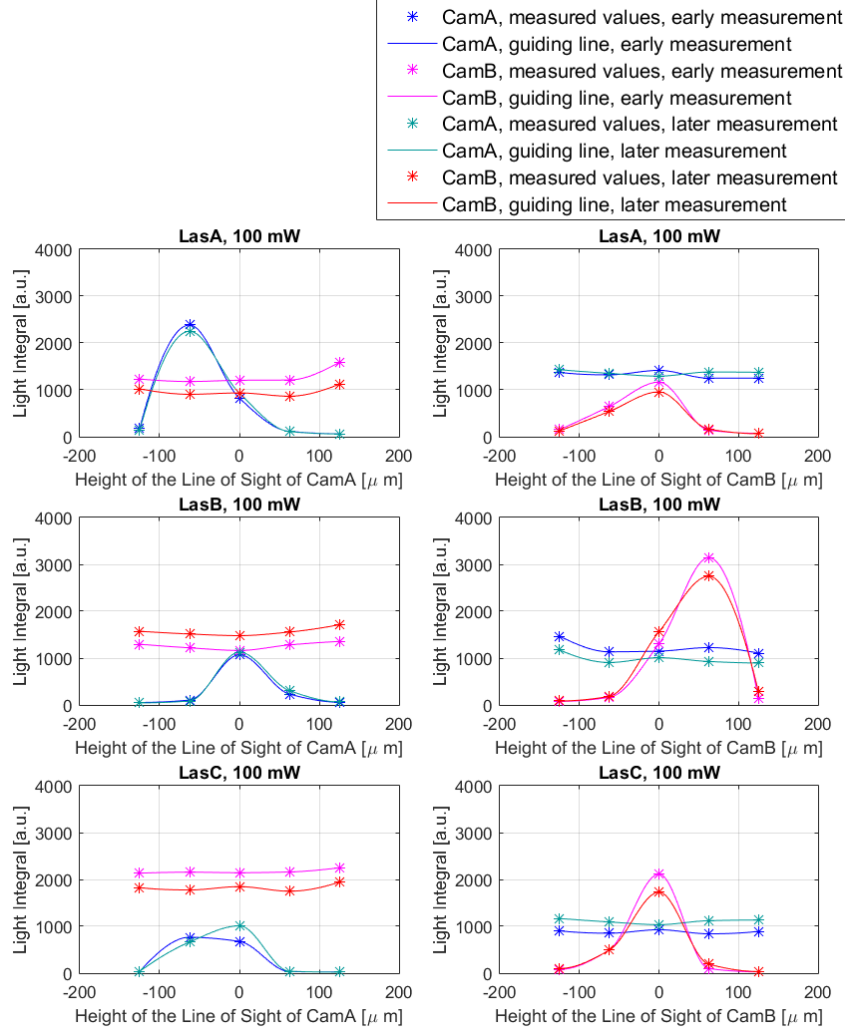 CamA, measured values, early measurement
CamA, guiding line, early measurement
CamB, measured values, early measurement
CamB, guiding line, early measurement
CamA, measured values, later measurement
CamA, guiding line, later measurement
CamB, measured values, later measurement
CamB, guiding line, later measurement
LasA, 100 mW
4000
3000
2000
1000
0
Light Integral [a.u.]
-200 -100 0 100 200
Height of the Line of Sight of CamA [μ m]
LasA, 100 mW
4000
3000
2000
1000
0
Light Integral [a.u.]
-200 -100 0 100 200
Height of the Line of Sight of CamB [μ m]
LasB, 100 mW
4000
3000
2000
1000
0
Light Integral [a.u.]
-200 -100 0 100 200
Height of the Line of Sight of CamA [μ m]
LasB, 100 mW
4000
3000
2000
1000
0
Light Integral [a.u.]
-200 -100 0 100 200
Height of the Line of Sight of CamB [μ m]
LasC, 100 mW
4000
3000
2000
1000
0
Light Integral [a.u.]
-200 -100 0 100 200
Height of the Line of Sight of CamA [μ m]
LasC, 100 mW
4000
3000
2000
1000
0
Light Integral [a.u.]
-200 -100 0 100 200
Height of the Line of Sight of CamB [μ m]